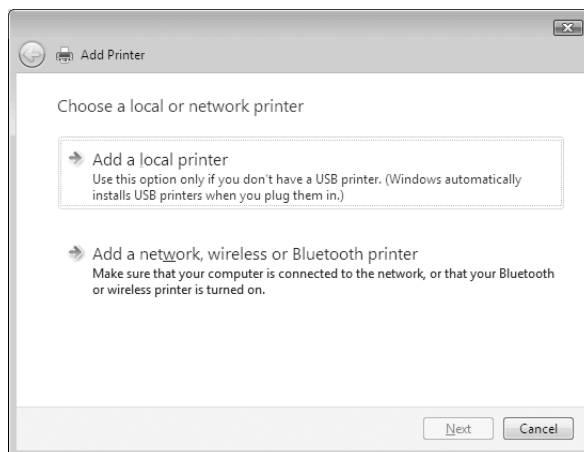 Add Printer
Choose a local or network printer
Add a local printer
Use this option only if you don't have a USB printer. (Windows automatically
installs USB printers when you plug them in.)
Add a network, wireless or Bluetooth printer
Make sure that your computer is connected to the network, or that your Bluetooth
or wireless printer is turned on.
Next
Cancel